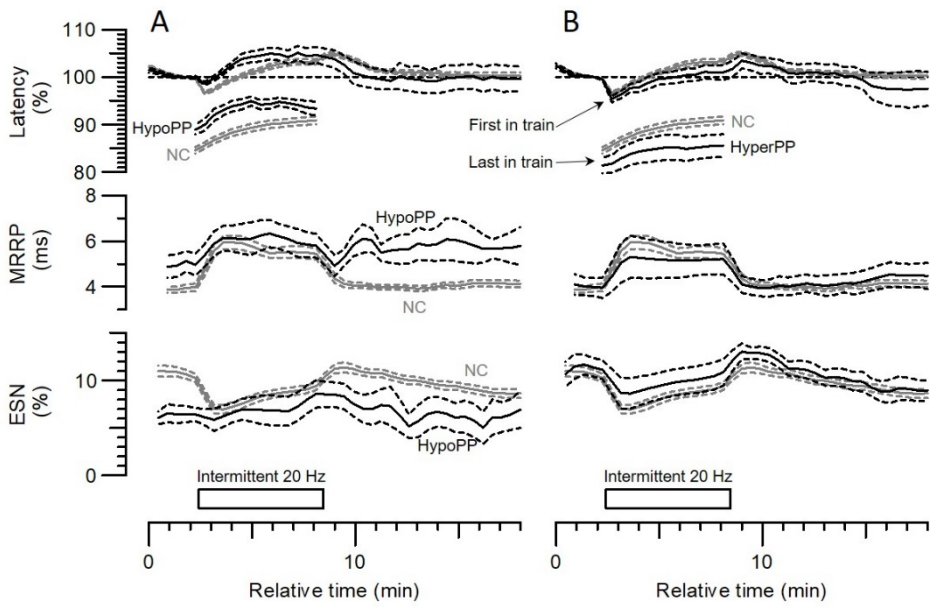 A
B
110
100
90
80
Latency
(%)
HypoPP
NC
First in train
Last in train
NC
HyperPP
8
6
4
MRRP
(ms)
HypoPP
NC
10
0
ESN
(%)
NC
HypoPP
Intermittent 20 Hz
Intermittent 20 Hz
0
10
0
10
Relative time (min)
Relative time (min)